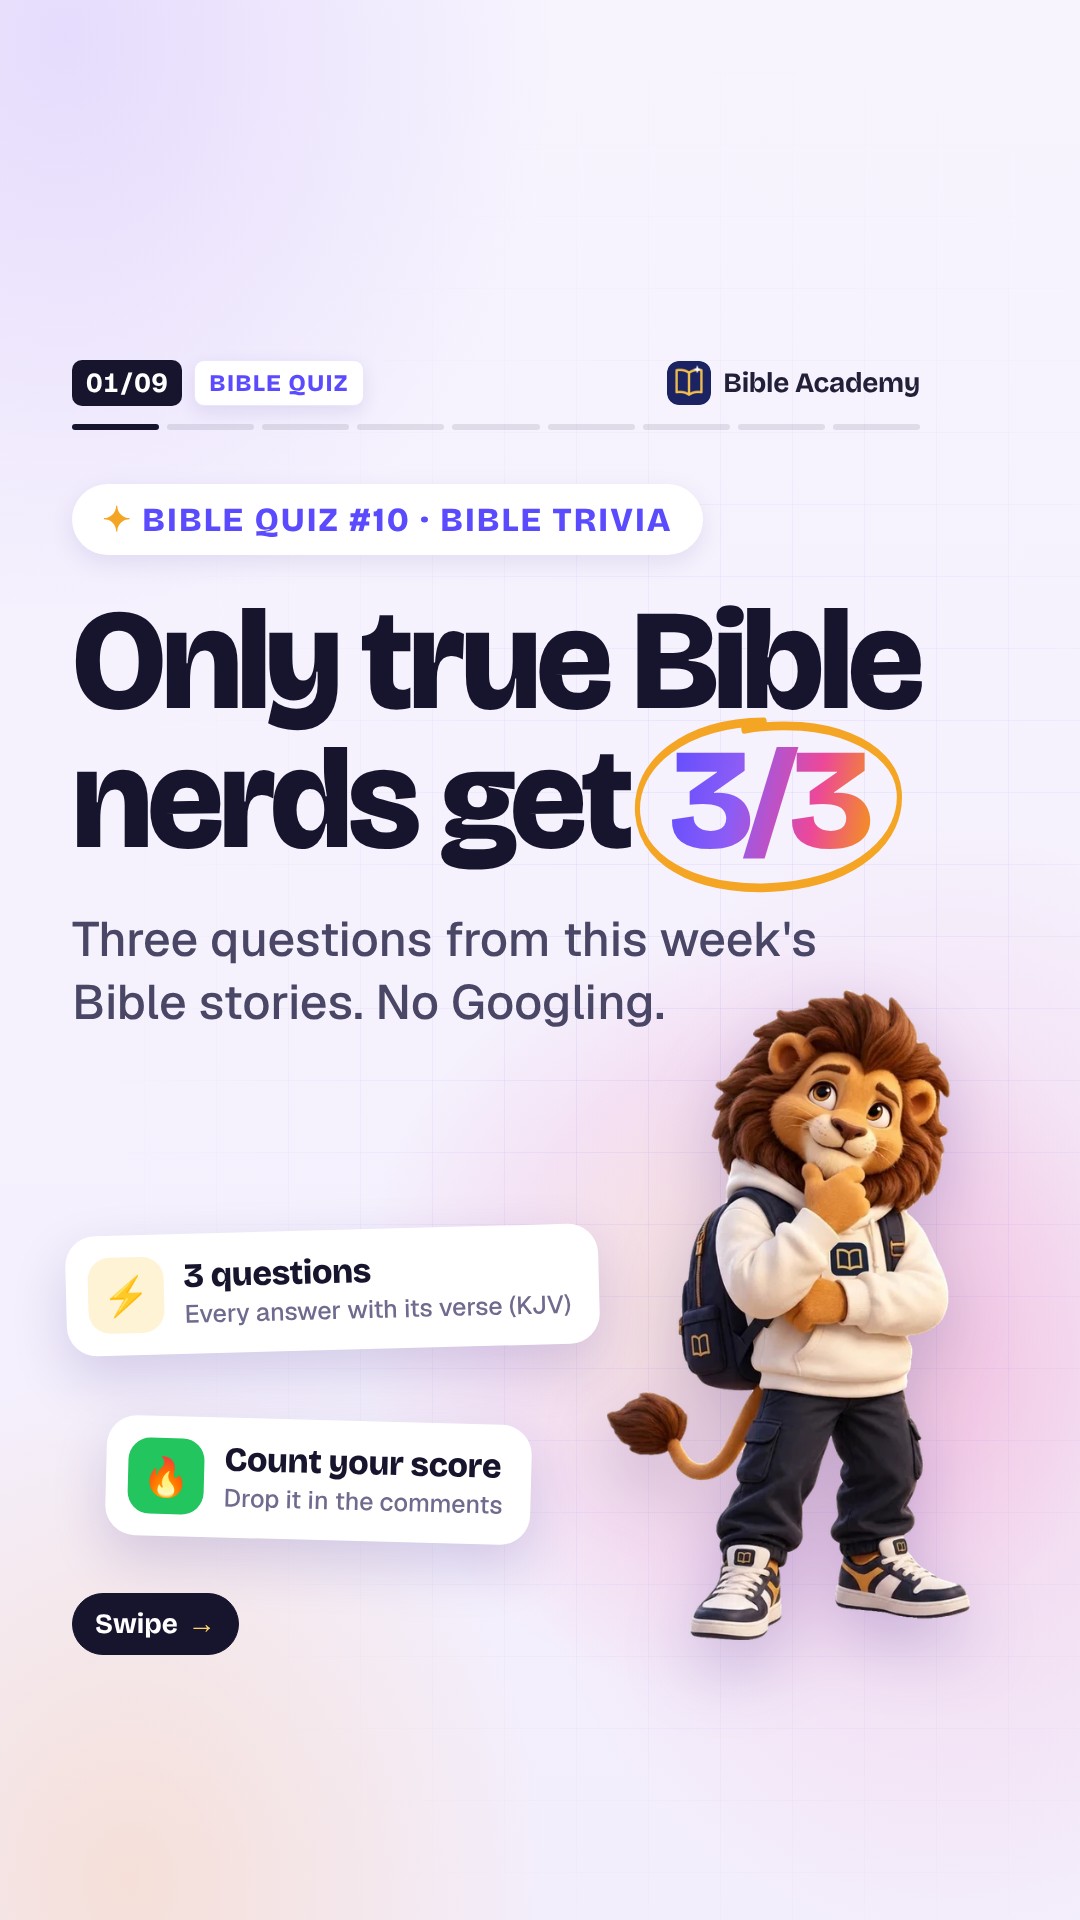 01/09
BIBLE QUIZ
Bible Academy
✦ BIBLE QUIZ #10 · BIBLE TRIVIA
Only true Bible
nerds get 3/3
Three questions from this week's
Bible stories. No Googling.
3 questions
Every answer with its verse (KJV)
Count your score
Drop it in the comments
Swipe →